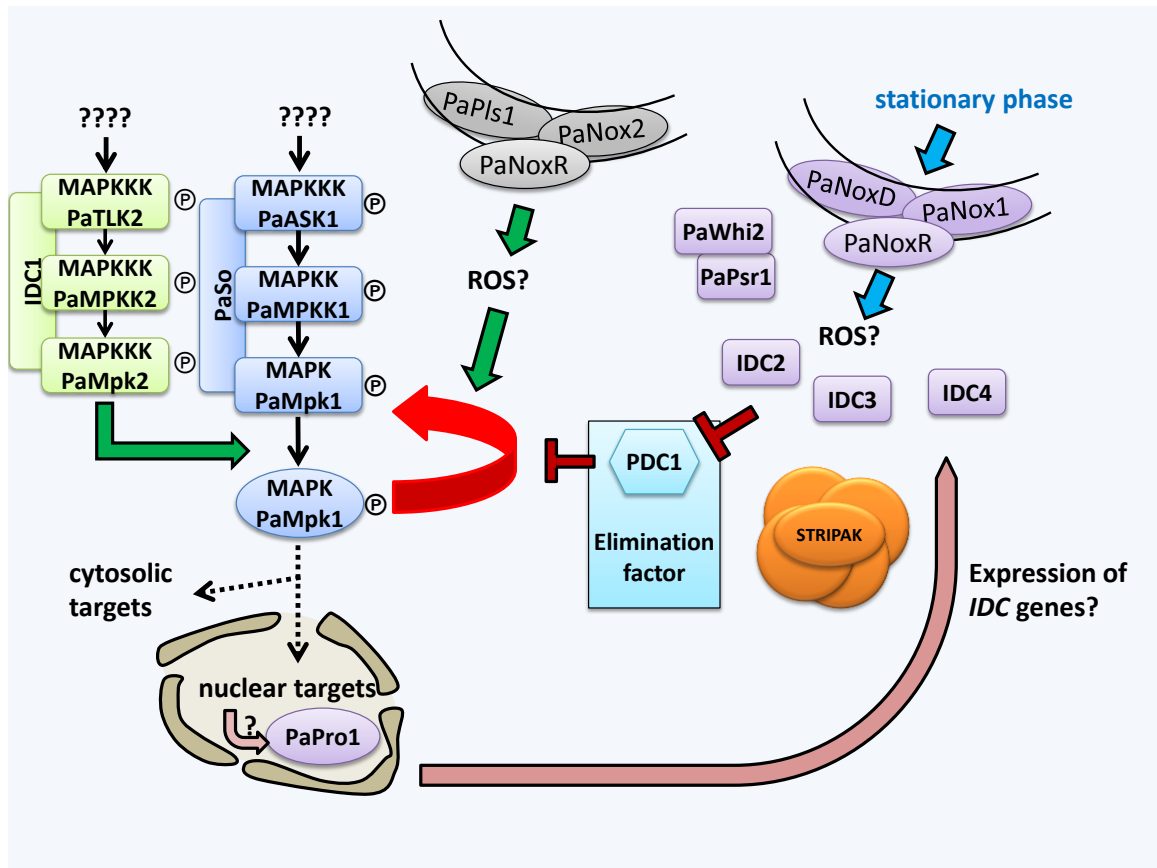 ????
MAPKKK
PaTLK2
P
MAPKKK
PaMPKK2
P
MAPKKK
PaMpk2
P
IDC1
????
MAPKKK
PaASK1
P
MAPKK
PaMPKK1
P
MAPK
PaMpk1
P
PaSo
MAPK
PaMpk1
P
cytosolic
targets
nuclear targets
?
PaPro1
PaPls1
PaNox2
PaNoxR
ROS?
stationary phase
PaNoxD
PaNox1
PaNoxR
ROS?
PaWhi2
PaPsr1
IDC2
IDC3
IDC4
PDC1
Elimination
factor
STRIPAK
Expression of
IDC genes?